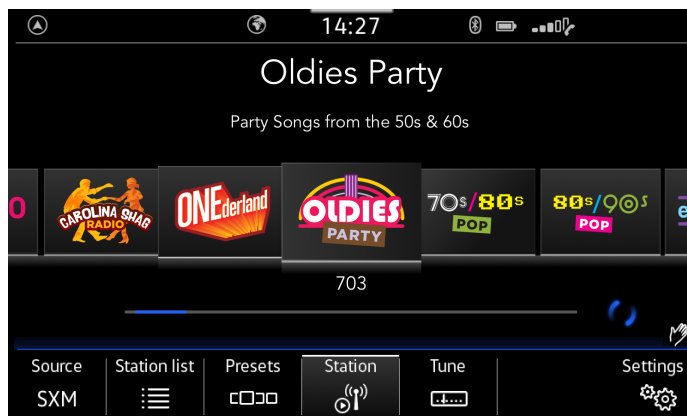 14:27
Oldies Party
Party Songs from the 50s & 60s
CAROLINA SHAG
RADIO
ONEderland
OLDIES
PARTY
70s/80s
POP
80s/90s
POP
703
Source
SXM
Station list
Presets
Station
Tune
Settings